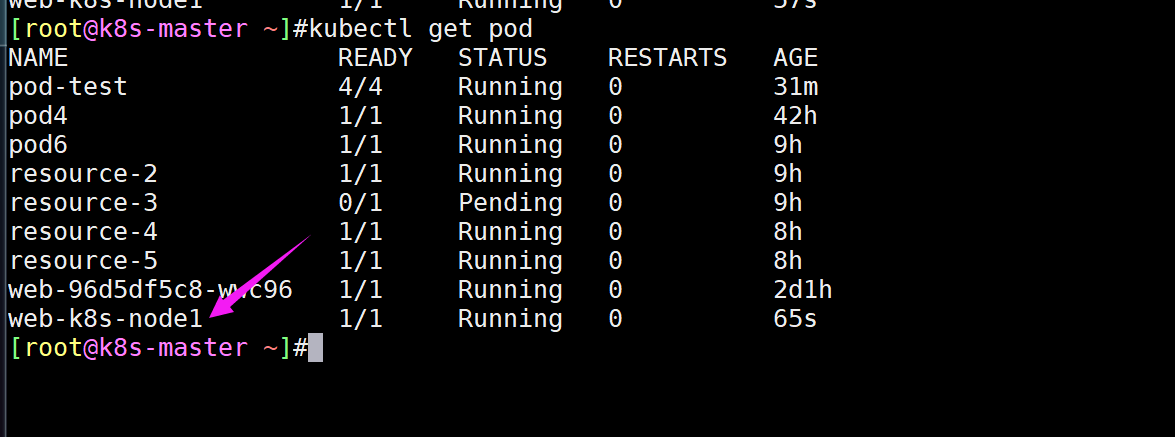 web-k8s-node1 1/1 Running 0 57s
[root@k8s-master ~]#kubectl get pod
NAME READY STATUS RESTARTS AGE
pod-test 4/4 Running 0 31m
pod4 1/1 Running 0 42h
pod6 1/1 Running 0 9h
resource-2 1/1 Running 0 9h
resource-3 0/1 Pending 0 9h
resource-4 1/1 Running 0 8h
resource-5 1/1 Running 0 8h
web-96d5df5c8-wwc96 1/1 Running 0 2d1h
web-k8s-node1 1/1 Running 0 65s
[root@k8s-master ~]#